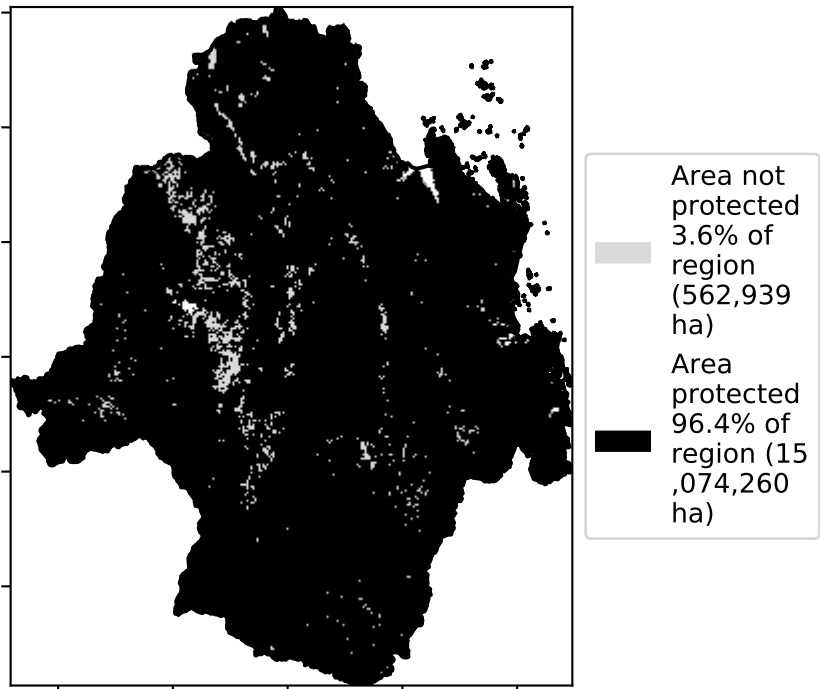 Area not
protected
3.6% of
region
(562,939
ha)
Area
protected
96.4% of
region (15
,074,260
ha)